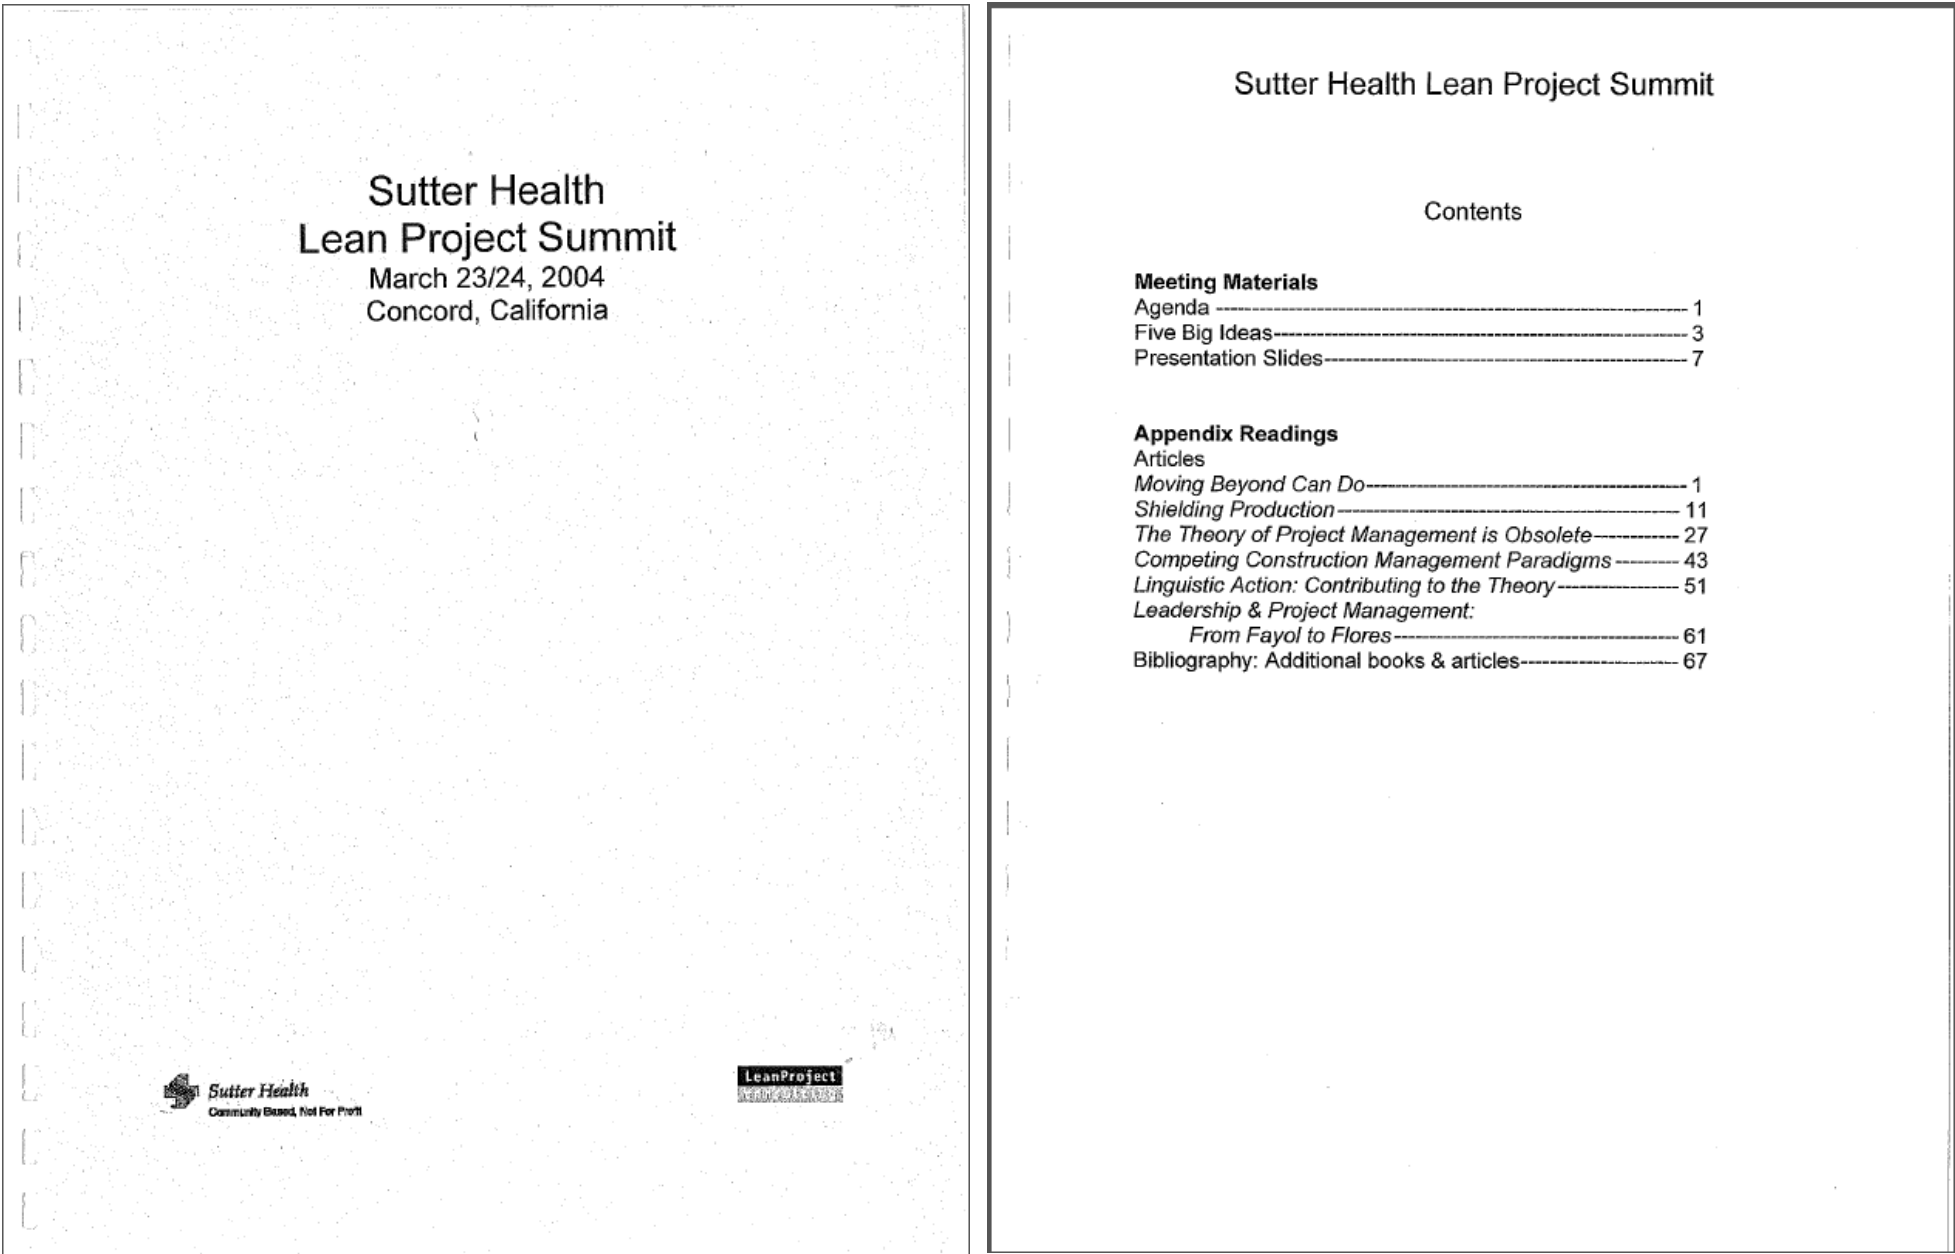 Sutter Health
Lean Project Summit
March 23/24, 2004
Concord, California
Sutter Health
Community Based, Not For Profit
LeanProject
Sutter Health Lean Project Summit
Contents
Meeting Materials
Agenda 1
Five Big Ideas 3
Presentation Slides 7
Appendix Readings
Articles
Moving Beyond Can Do 1
Shielding Production 11
The Theory of Project Management is Obsolete 27
Competing Construction Management Paradigms 43
Linguistic Action: Contributing to the Theory 51
Leadership & Project Management:
From Fayol to Flores 61
Bibliography: Additional books & articles 67